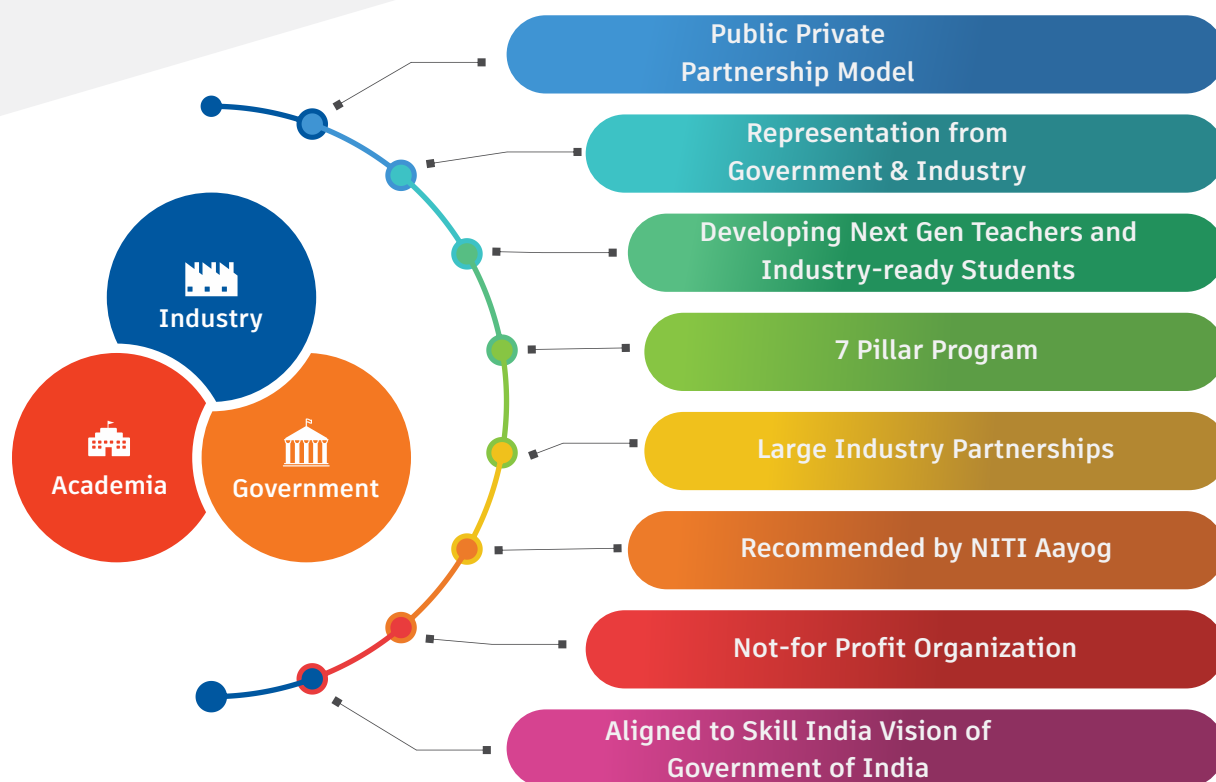 Public Private
Partnership Model
Representation from
Government & Industry
Developing Next Gen Teachers and
Industry-ready Students
Industry
7 Pillar Program
Large Industry Partnerships
Academia
Government
Recommended by NITI Aayog
Not-for Profit Organization
Aligned to Skill India Vision of
Government of India